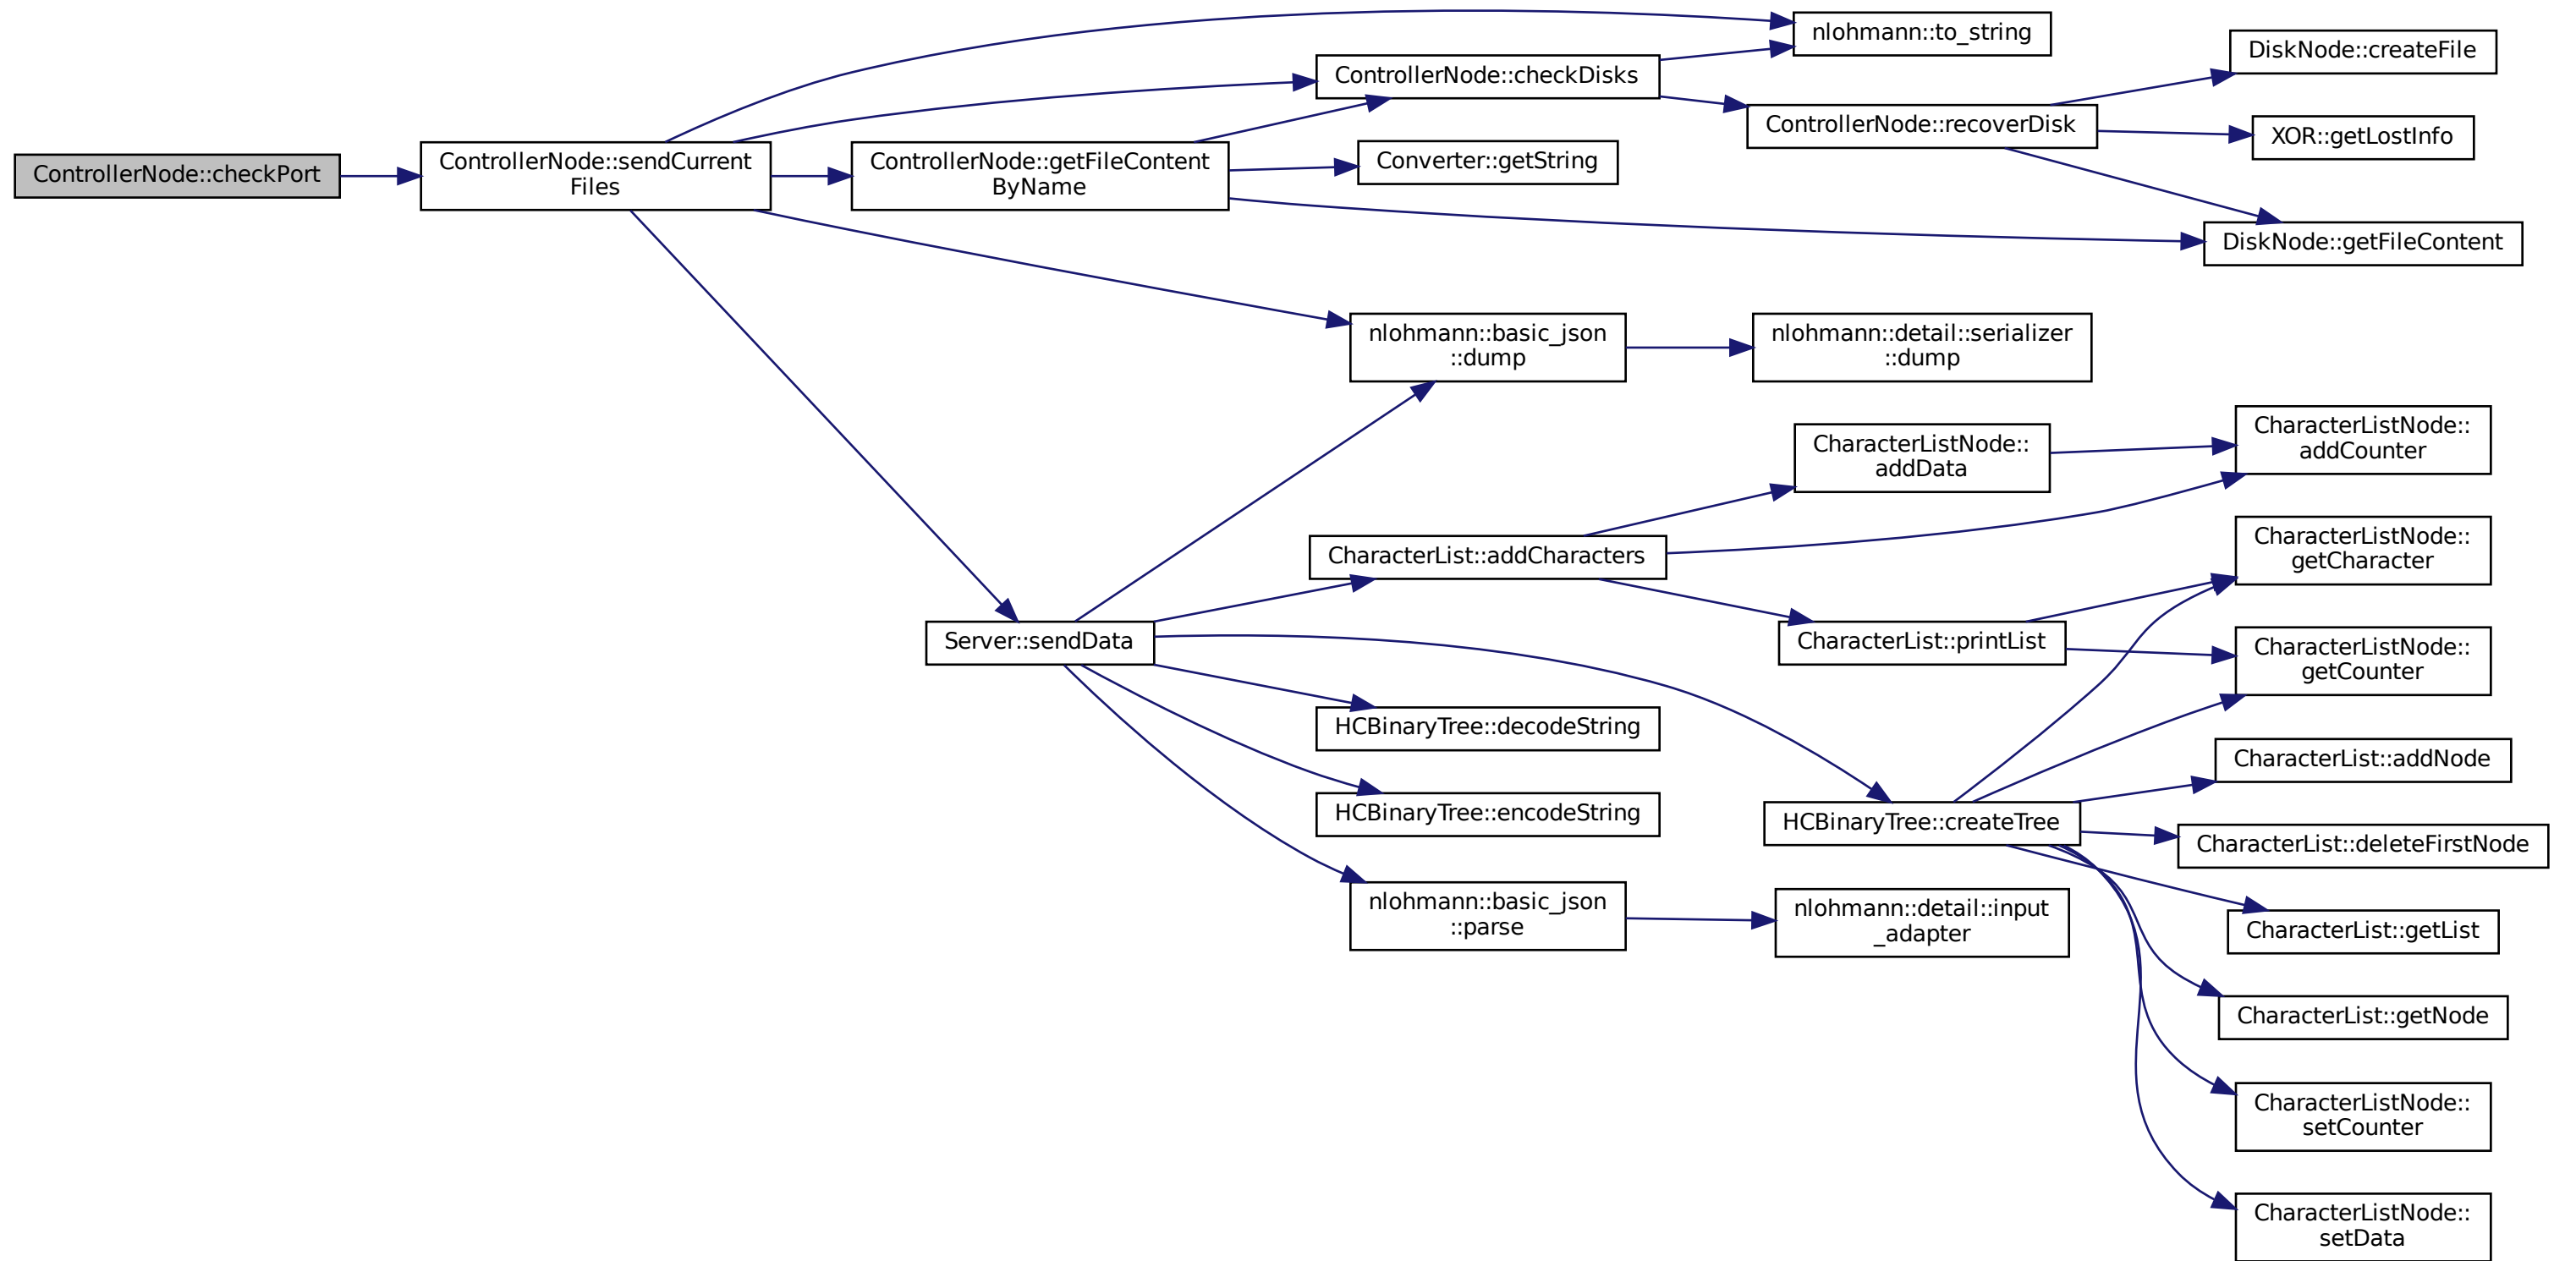 ControllerNode::checkPort
ControllerNode::sendCurrent
Files
nlohmann::to_string
ControllerNode::checkDisks
ControllerNode::getFileContent
ByName
Converter::getString
ControllerNode::recoverDisk
DiskNode::createFile
XOR::getLostInfo
DiskNode::getFileContent
nlohmann::basic_json
::dump
nlohmann::detail::serializer
::dump
Server::sendData
CharacterList::addCharacters
CharacterListNode::
addData
CharacterListNode::
addCounter
CharacterList::printList
CharacterListNode::
getCharacter
CharacterListNode::
getCounter
HCBinaryTree::decodeString
HCBinaryTree::encodeString
HCBinaryTree::createTree
CharacterList::addNode
CharacterList::deleteFirstNode
CharacterList::getList
CharacterList::getNode
CharacterListNode::
setCounter
CharacterListNode::
setData
nlohmann::basic_json
::parse
nlohmann::detail::input
_adapter